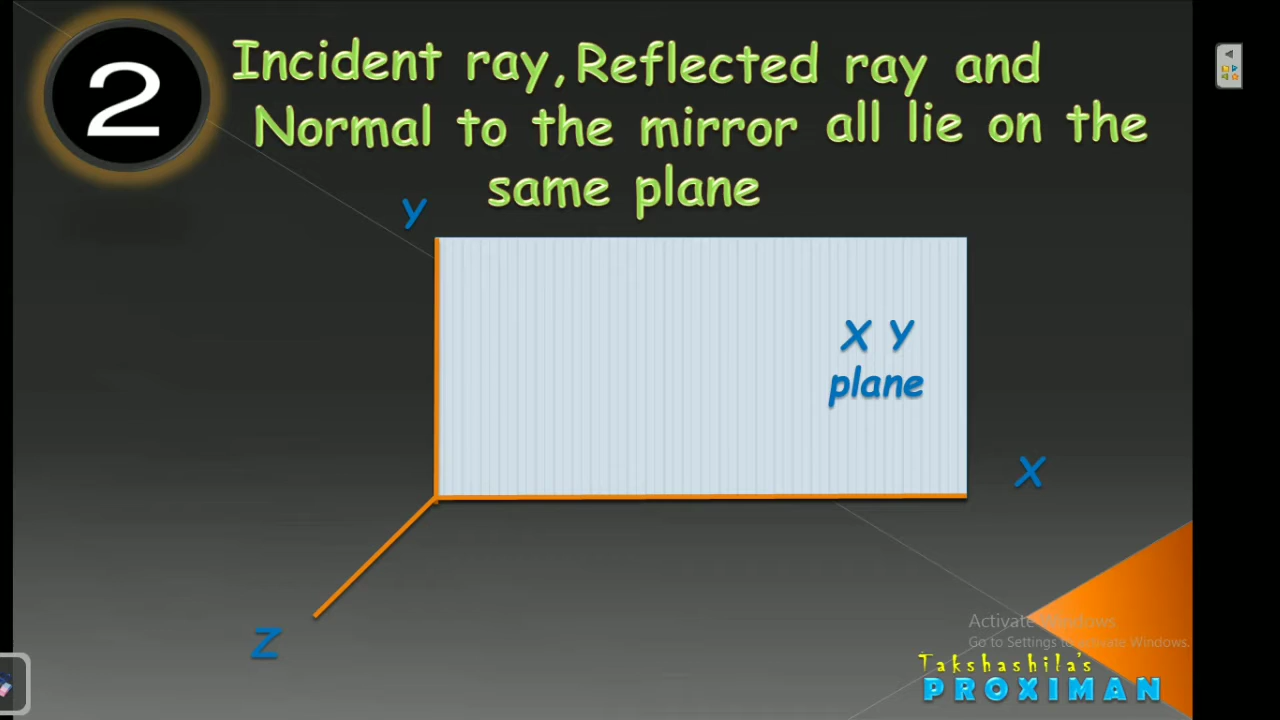 2
Incident ray, Reflected ray and
Normal to the mirror all lie on the
same plane
Y
X Y
plane
X
Z
Activate Windows
Go to Settings to activate Windows.
Takshashila's
PROXIMAN